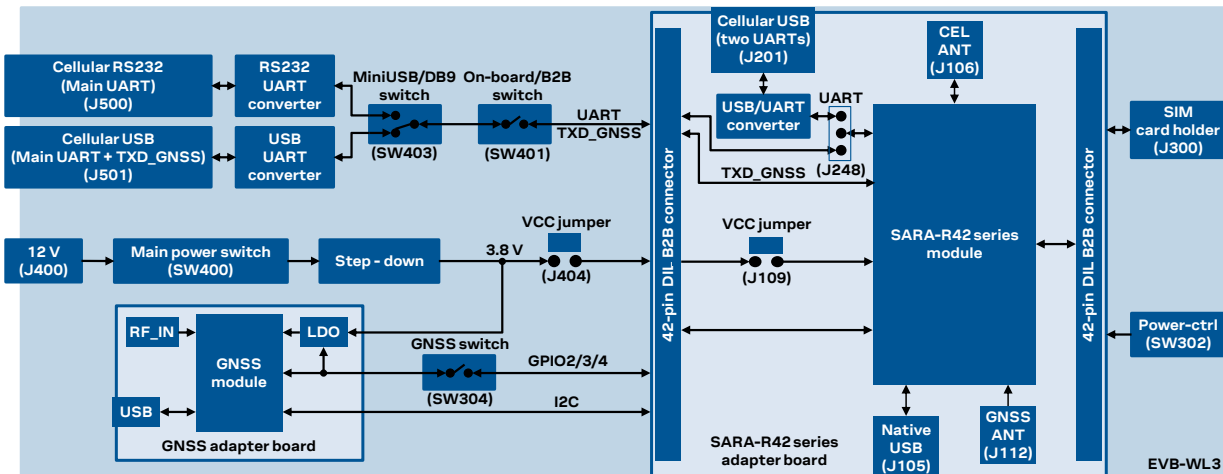 Cellular RS232
(Main UART)
(J500)
RS232
UART
converter
MiniUSB/DB9
switch
(SW403)
On-board/B2B
switch
(SW401)
UART
TXD_GNSS
Cellular USB
(Main UART + TXD_GNSS)
(J501)
USB
UART
converter
42-pin DIL B2B connector
Cellular USB
(two UARTs)
(J201)
USB/UART
converter
UART
(J248)
TXD_GNSS
CEL
ANT
(J106)
SARA-R42 series
module
42-pin DIL B2B connector
SIM
card holder
(J300)
12 V
(J400)
Main power switch
(SW400)
Step - down
3.8 V
VCC jumper
(J404)
VCC jumper
(J109)
RF_IN
GNSS
module
LDO
USB
GNSS adapter board
GNSS switch
(SW304)
GPIO2/3/4
I2C
Power-ctrl
(SW302)
SARA-R42 series
adapter board
Native
USB
(J105)
GNSS
ANT
(J112)
EVB-WL3